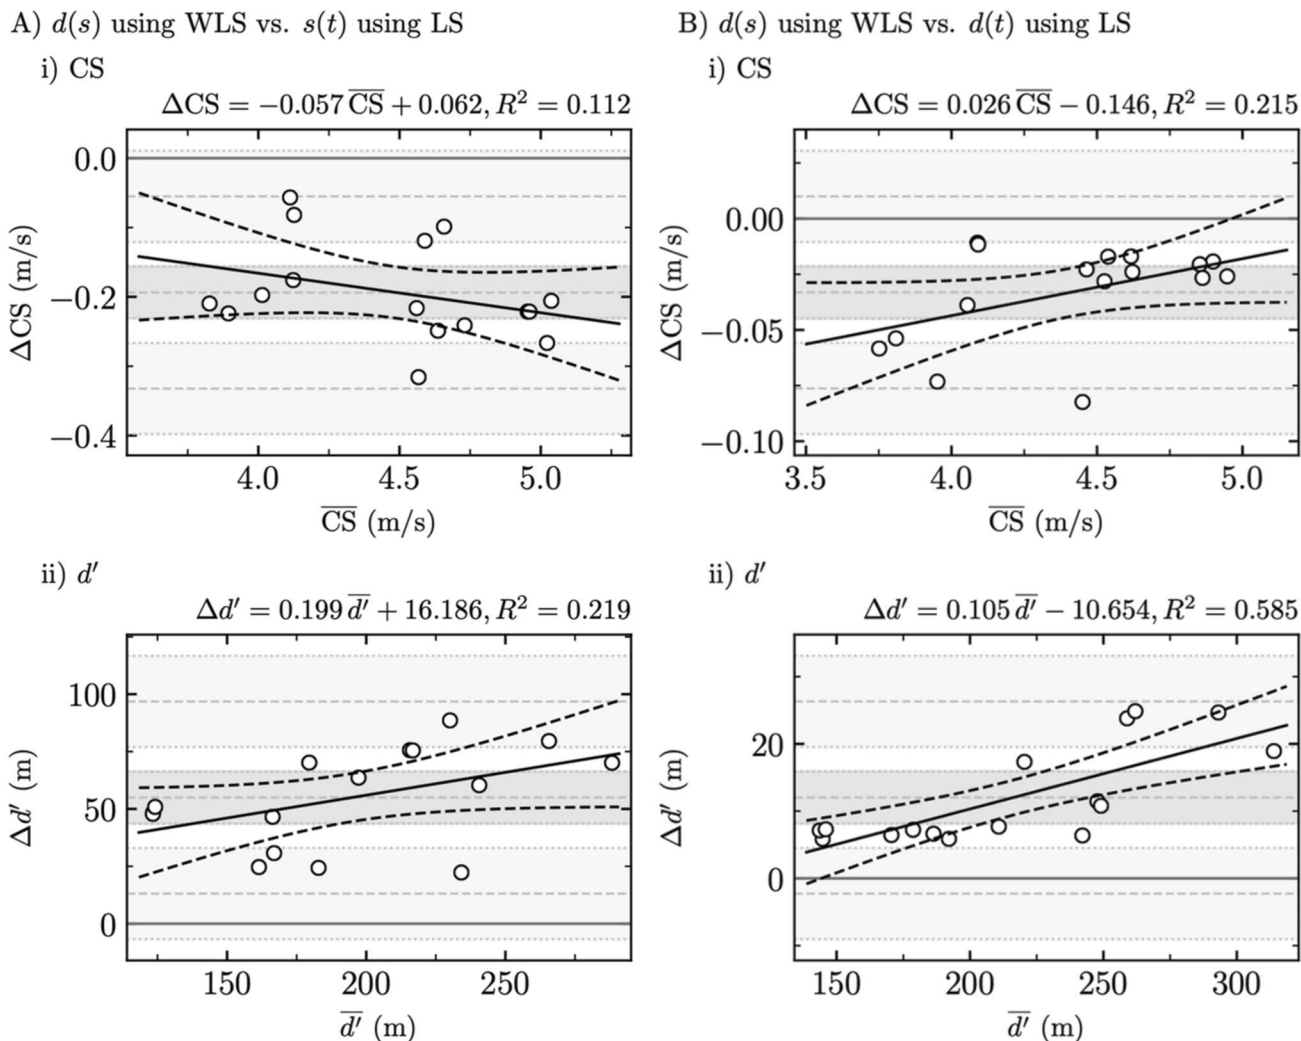 A) d(s) using WLS vs. s(t) using LS
i) CS
ΔCS = −0.057 C̅S̅ + 0.062, R² = 0.112
0.0
−0.2
−0.4
ΔCS (m/s)
4.0 4.5 5.0
C̅S̅ (m/s)
ii) d′
Δd′ = 0.199 d̅′̅ + 16.186, R² = 0.219
100
50
0
Δd′ (m)
150 200 250
d̅′̅ (m)
B) d(s) using WLS vs. d(t) using LS
i) CS
ΔCS = 0.026 C̅S̅ − 0.146, R² = 0.215
0.00
−0.05
−0.10
ΔCS (m/s)
3.5 4.0 4.5 5.0
C̅S̅ (m/s)
ii) d′
Δd′ = 0.105 d̅′̅ − 10.654, R² = 0.585
20
0
Δd′ (m)
150 200 250 300
d̅′̅ (m)